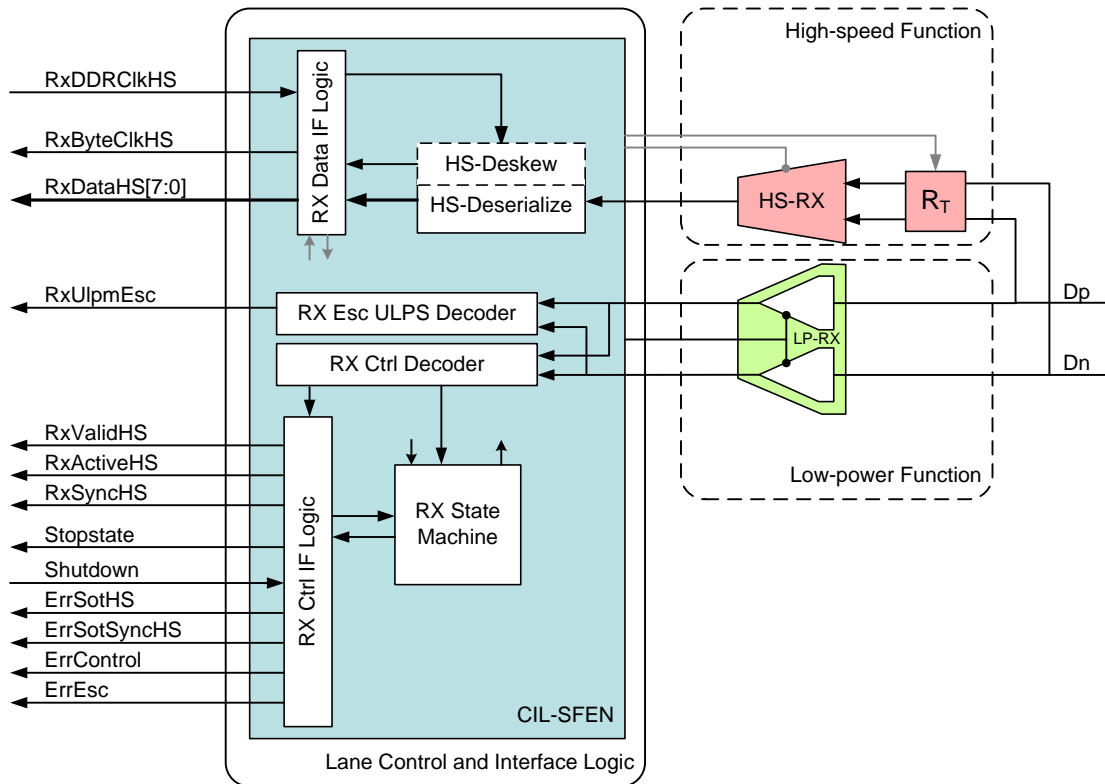 High-speed Function
RxDDRClkHS
RxByteClkHS
RxDataHS[7:0]
RX Data IF Logic
HS-Deskew
HS-Deserialize
HS-RX
RT
RxUlpmEsc
RX Esc ULPS Decoder
RX Ctrl Decoder
LP-RX
Dp
Dn
Low-power Function
RxValidHS
RxActiveHS
RxSyncHS
Stopstate
Shutdown
ErrSotHS
ErrSotSyncHS
ErrControl
ErrEsc
RX Ctrl IF Logic
RX State
Machine
CIL-SFEN
Lane Control and Interface Logic